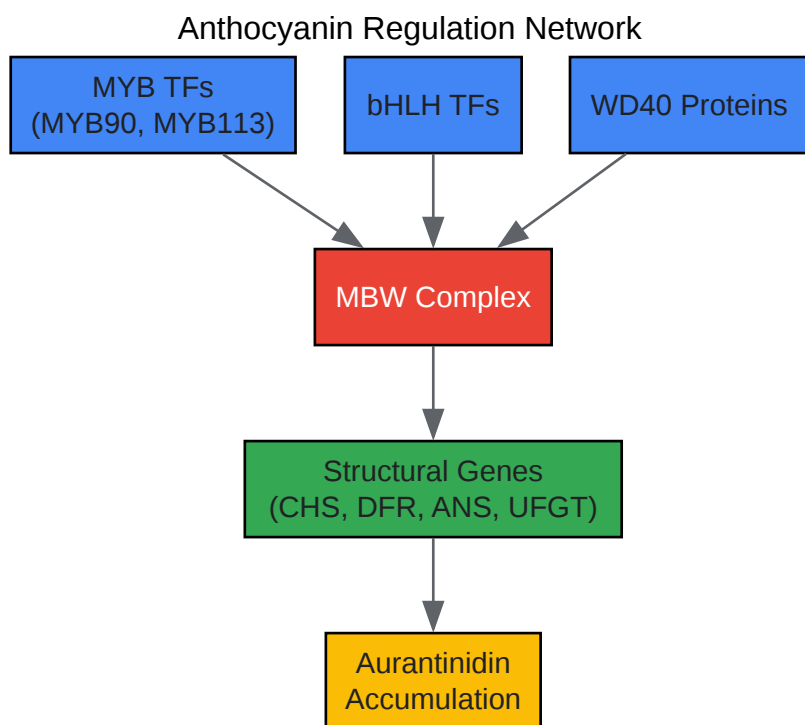 Anthocyanin Regulation Network
MYB TFs
(MYB90, MYB113)
bHLH TFs
WD40 Proteins
MBW Complex
Structural Genes
(CHS, DFR, ANS, UFGT)
Aurantinidin
Accumulation